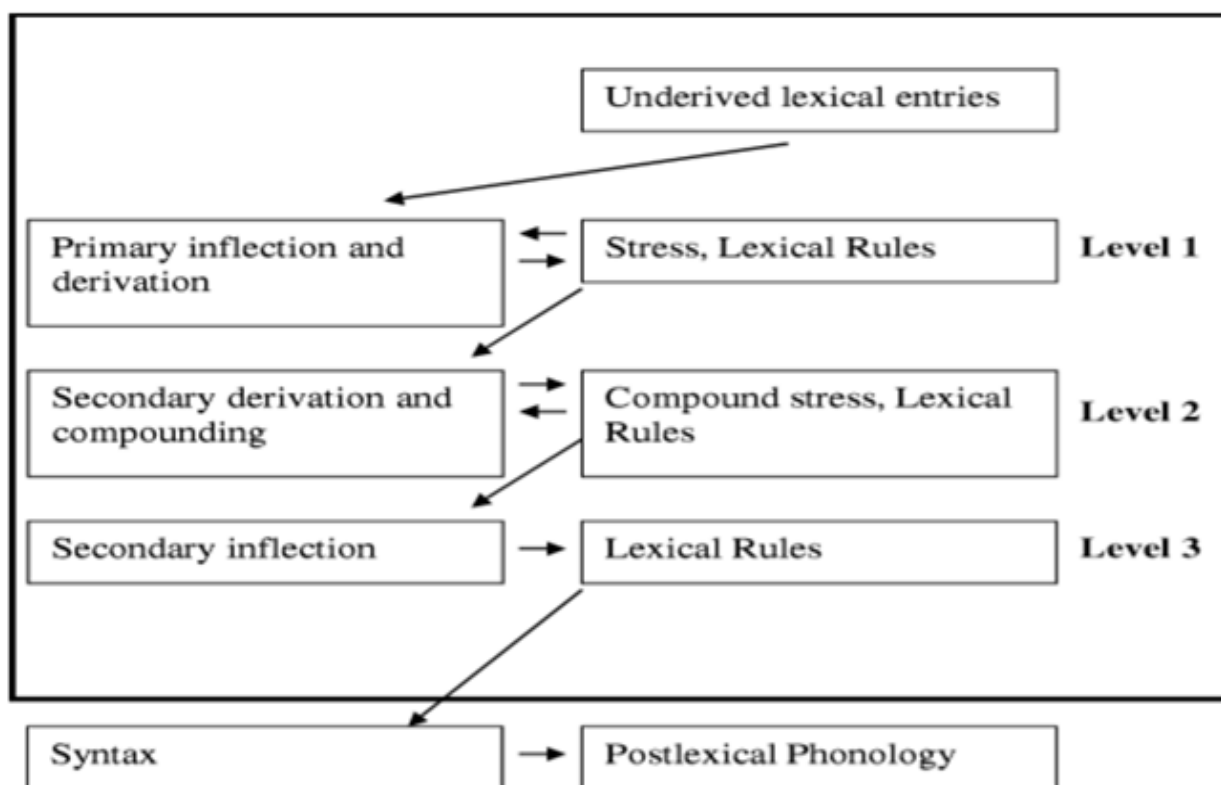 Underived lexical entries
Primary inflection and
derivation
Stress, Lexical Rules
Level 1
Secondary derivation and
compounding
Compound stress, Lexical
Rules
Level 2
Secondary inflection
Lexical Rules
Level 3
Syntax
Postlexical Phonology